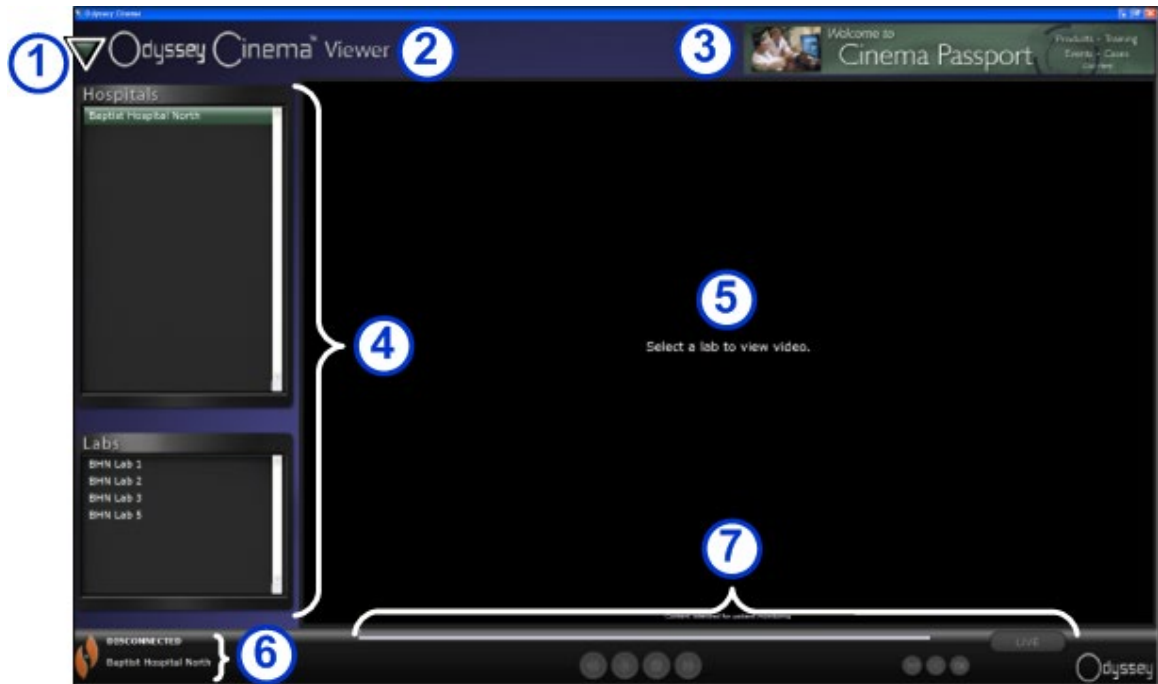 Odyssey Cinema
1
Odyssey Cinema™ Viewer
2
3
Welcome to
Cinema Passport
Products - Training
Events - Cases
Hospitals
Baptist Hospital North
4
5
Select a lab to view video.
Labs
BHN Lab 1
BHN Lab 2
BHN Lab 3
BHN Lab 5
7
DISCONNECTED
Baptist Hospital North
6
LIVE
Odyssey